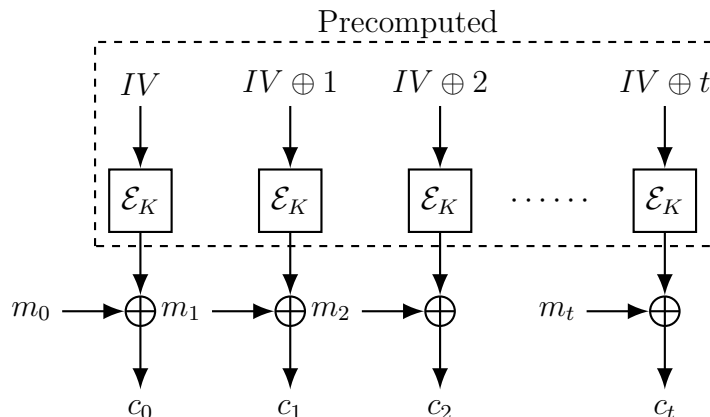 Precomputed
IV IV ⊕ 1 IV ⊕ 2 IV ⊕ t
ℰ_K ℰ_K ℰ_K ...... ℰ_K
m_0 m_1 m_2 m_t
c_0 c_1 c_2 c_t